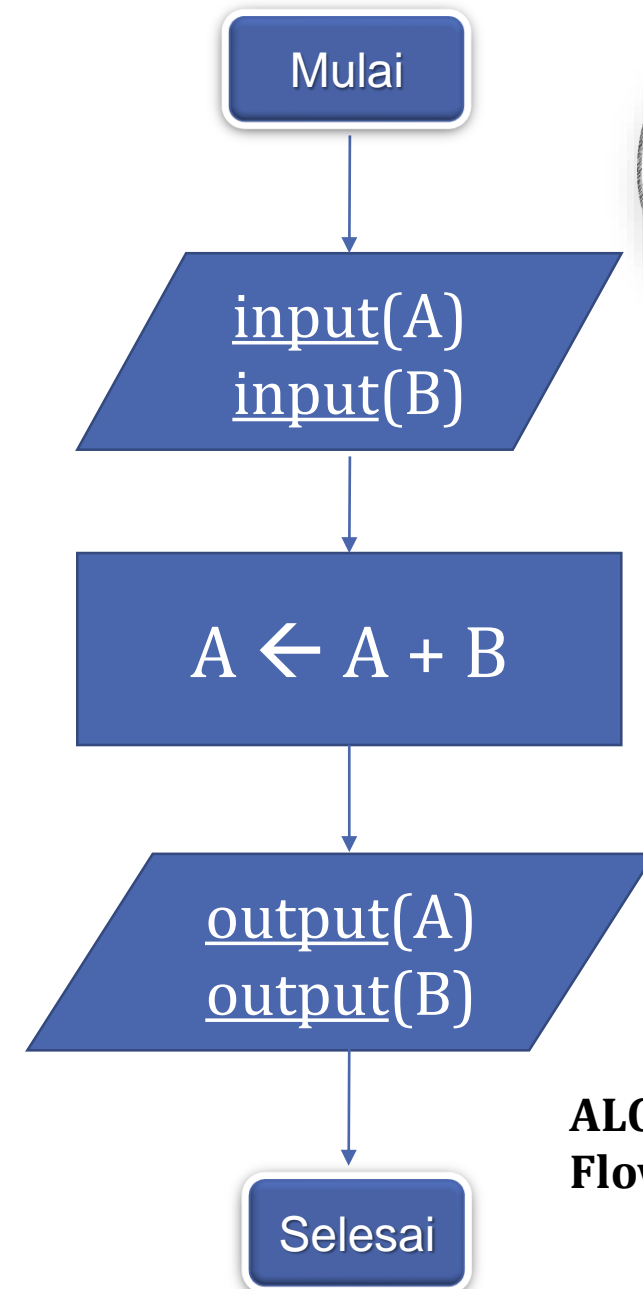 Mulai
input(A)
input(B)
A ← A + B
output(A)
output(B)
Selesai